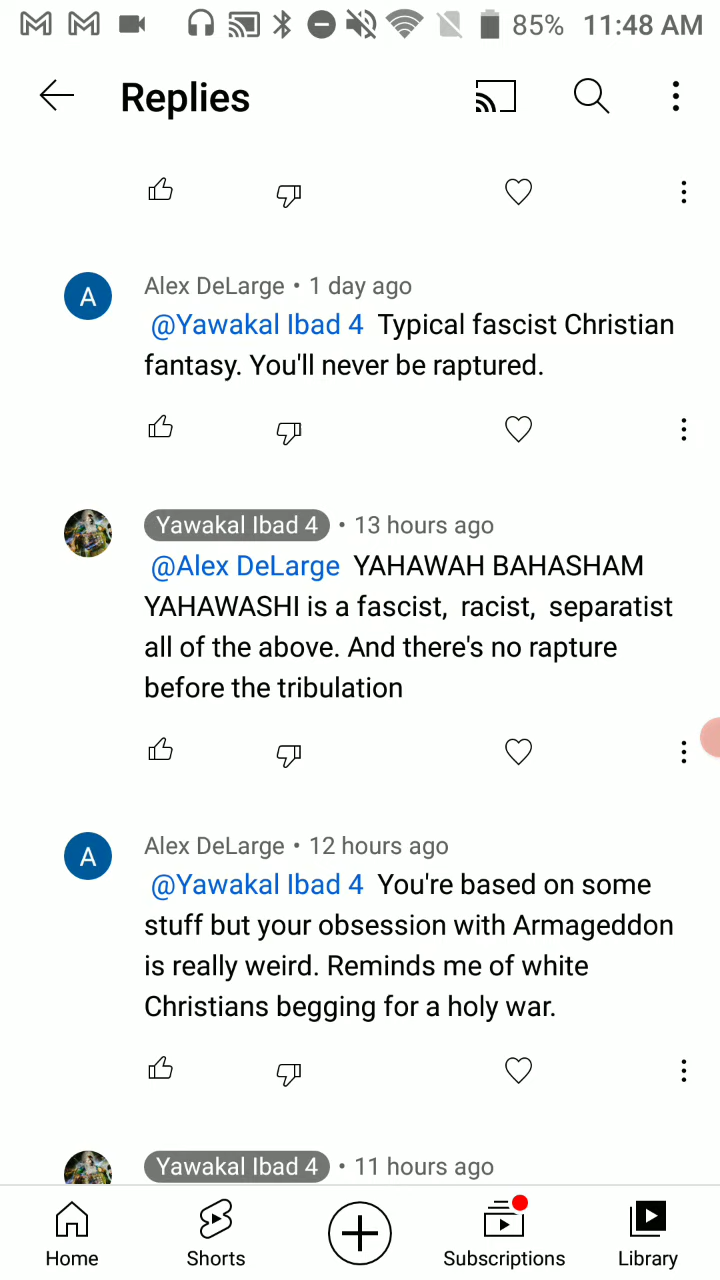 85% 11:48 AM
Replies
A
Alex DeLarge • 1 day ago
@Yawakal Ibad 4 Typical fascist Christian
fantasy. You'll never be raptured.
Yawakal Ibad 4 • 13 hours ago
@Alex DeLarge YAHAWAH BAHASHAM
YAHAWASHI is a fascist, racist, separatist
all of the above. And there's no rapture
before the tribulation
A
Alex DeLarge • 12 hours ago
@Yawakal Ibad 4 You're based on some
stuff but your obsession with Armageddon
is really weird. Reminds me of white
Christians begging for a holy war.
Yawakal Ibad 4 • 11 hours ago
Home Shorts Subscriptions Library